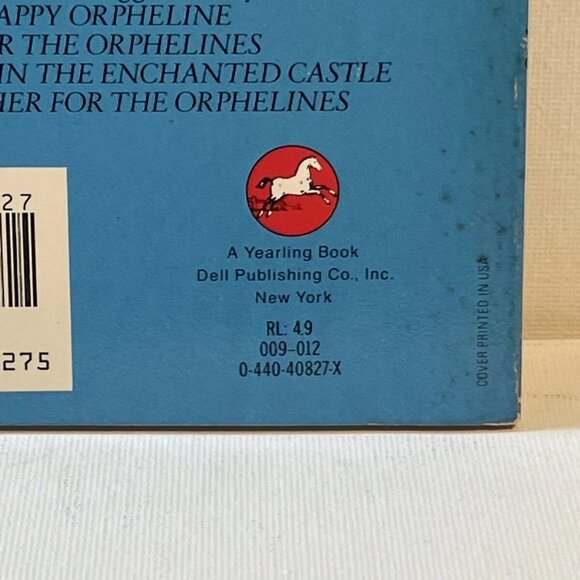 APPY ORPHELINE
R THE ORPHELINES
IN THE ENCHANTED CASTLE
HER FOR THE ORPHELINES
27
275
A Yearling Book
Dell Publishing Co., Inc.
New York
RL: 4.9
009-012
0-440-40827-X
COVER PRINTED IN USA